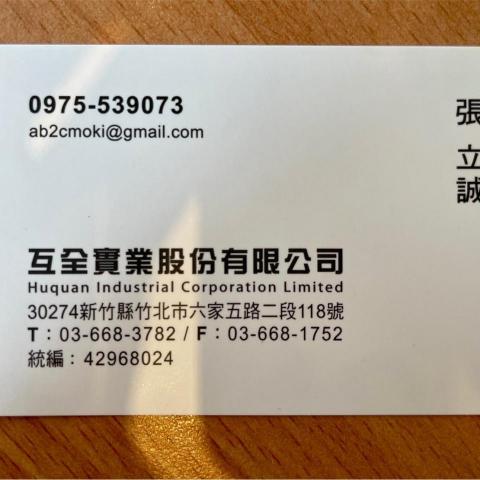 0975-539073
ab2cmoki@gmail.com
張
立
誠
互全實業股份有限公司
Huquan Industrial Corporation Limited
30274新竹縣竹北市六家五路二段118號
T：03-668-3782 / F：03-668-1752
統編：42968024